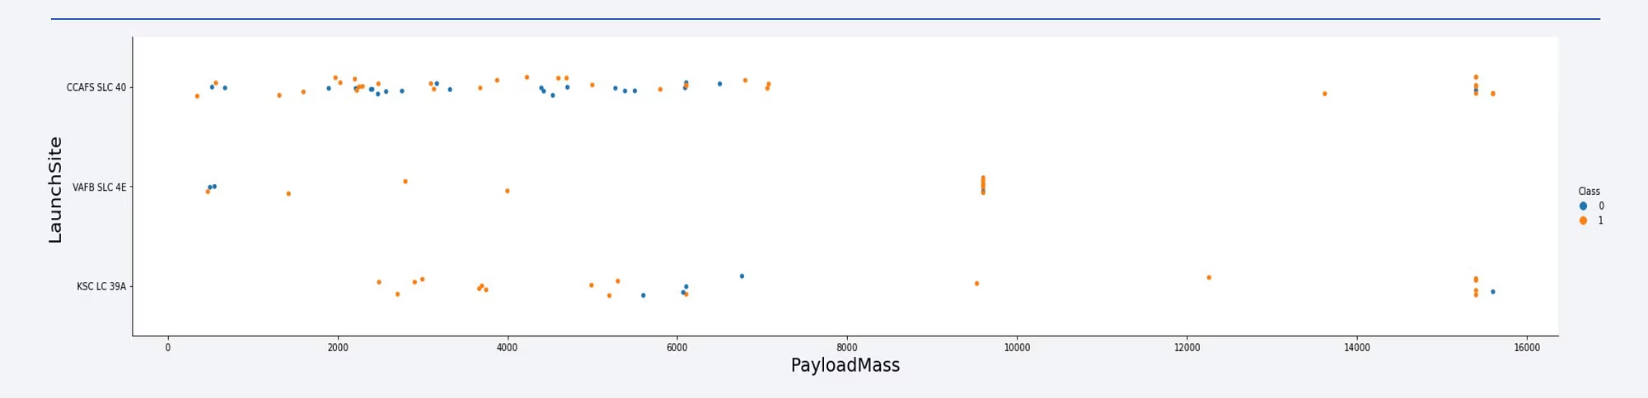 CCAFS SLC 40
VAFB SLC 4E
KSC LC 39A
LaunchSite
0 2000 4000 6000 8000 10000 12000 14000 16000
PayloadMass
Class
0
1